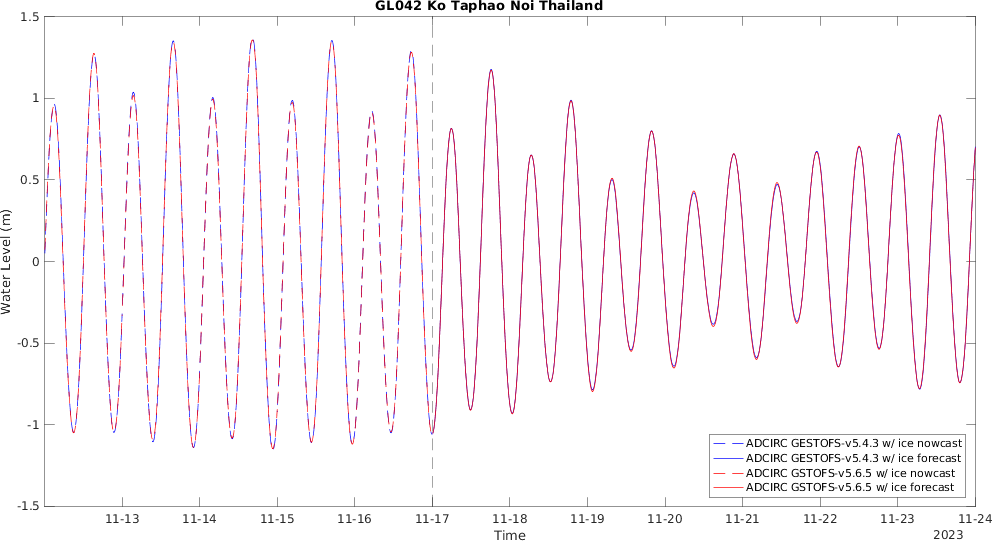 GL042 Ko Taphao Noi Thailand
1.5
1
0.5
0
-0.5
-1
-1.5
Water Level (m)
ADCIRC GESTOFS-v5.4.3 w/ ice nowcast
ADCIRC GESTOFS-v5.4.3 w/ ice forecast
ADCIRC GSTOFS-v5.6.5 w/ ice nowcast
ADCIRC GSTOFS-v5.6.5 w/ ice forecast
11-13 11-14 11-15 11-16 11-17 11-18 11-19 11-20 11-21 11-22 11-23 11-24
Time
2023